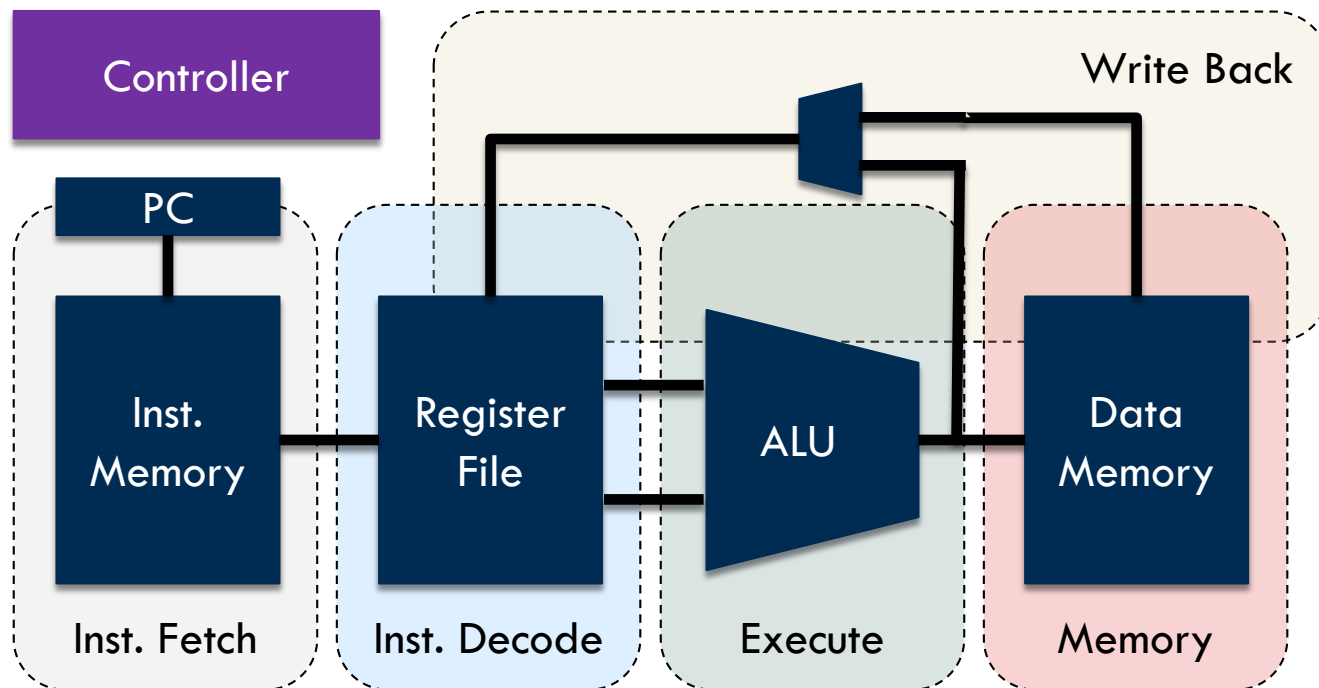 Controller
Write Back
PC
Inst.
Memory
Register
File
ALU
Data
Memory
Inst. Fetch
Inst. Decode
Execute
Memory